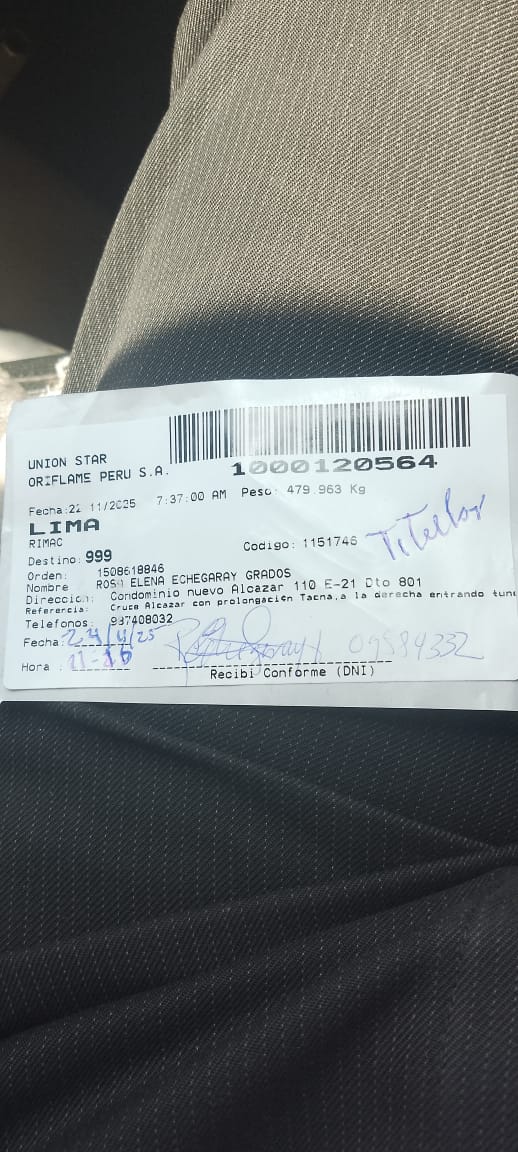 UNION STAR
ORIFLAME PERU S.A.
1000120564
Fecha:22 11/2025 7:37:00 AM Peso: 479.963 Kg
LIMA
RIMAC
Destino: 999
Codigo: 1151746
Titular
Orden: 1508618846
Nombre ROSA ELENA ECHEGARAY GRADOS
Direccion: Condominio nuevo Alcazar 110 E-21 Dto 801
Referencia: Cruce Alcazar con prolongación Tacna,a la derecha entrando tune
Telefonos: 937408032
Fecha: 24/11/25
09584332
Hora : 11-16
Recibi Conforme (DNI)